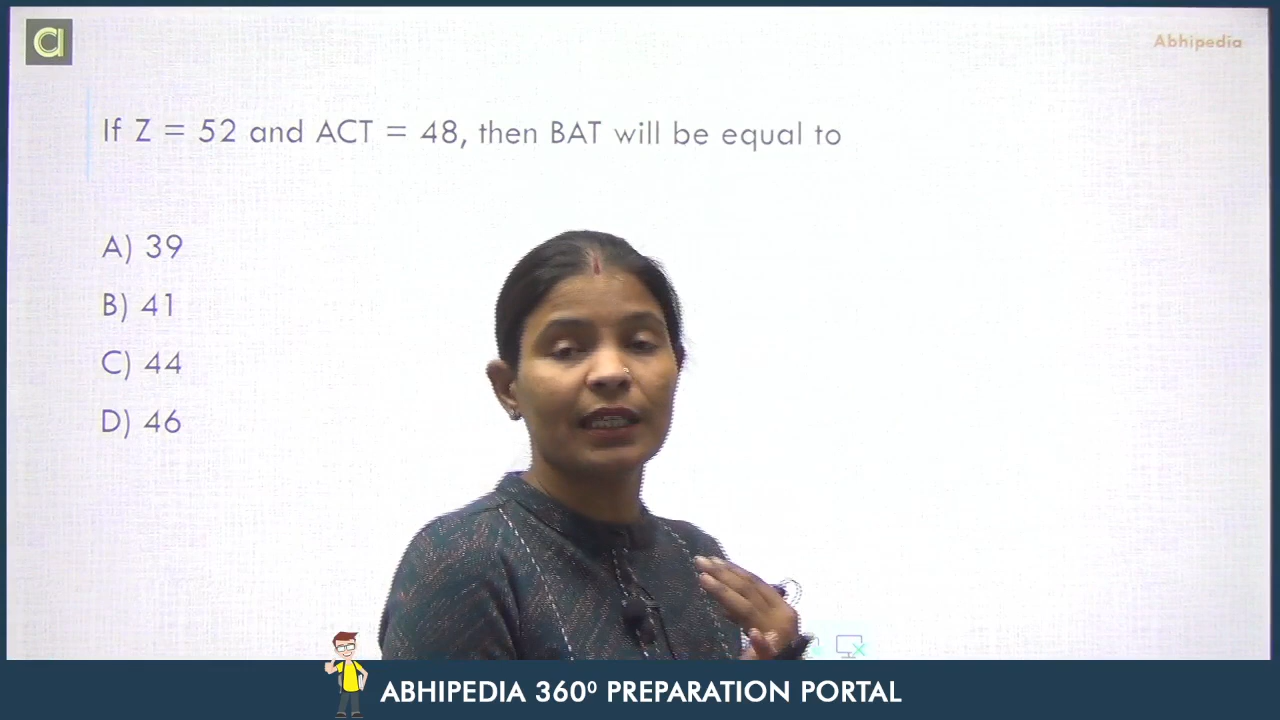 Abhipedia
If Z = 52 and ACT = 48, then BAT will be equal to
A) 39
B) 41
C) 44
D) 46
ABHIPEDIA 360⁰ PREPARATION PORTAL